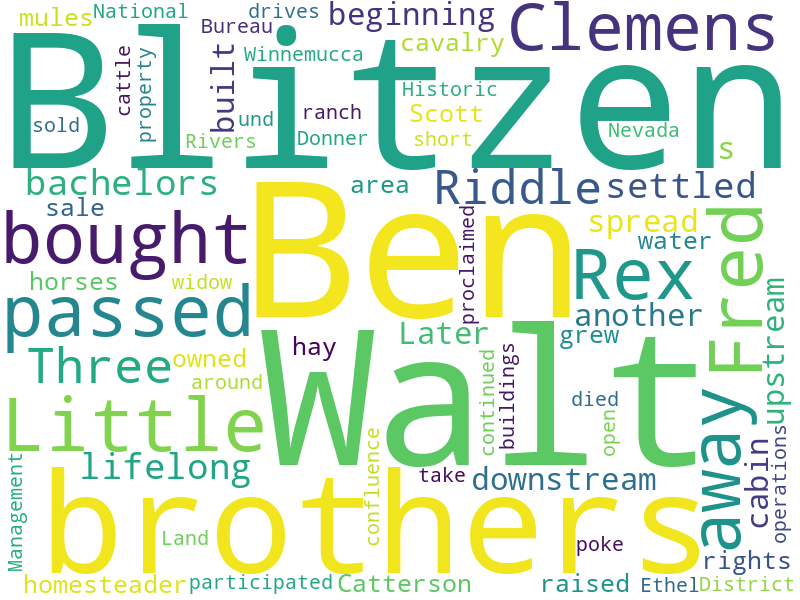 mules
National
drives
Bureau
beginning
Clemens
Blitzen
cattle
property
built
Winnemucca
cavalry
Historic
sold
und
ranch
Scott
Rivers
Donner
short
Nevada
s
bachelors
area
Riddle
settled
sale
bought
Ben
proclaimed
spread
water
Fred
horses
widow
Rex
passed
another
upstream
Walt
hay
Later
grew
Three
owned
around
continued
buildings
died
open
away
Little
lifelong
confluence
take
downstream
cabin
operations
Management
brothers
Land
poke
rights
homesteader
participated
Catterson
raised
Ethel
District